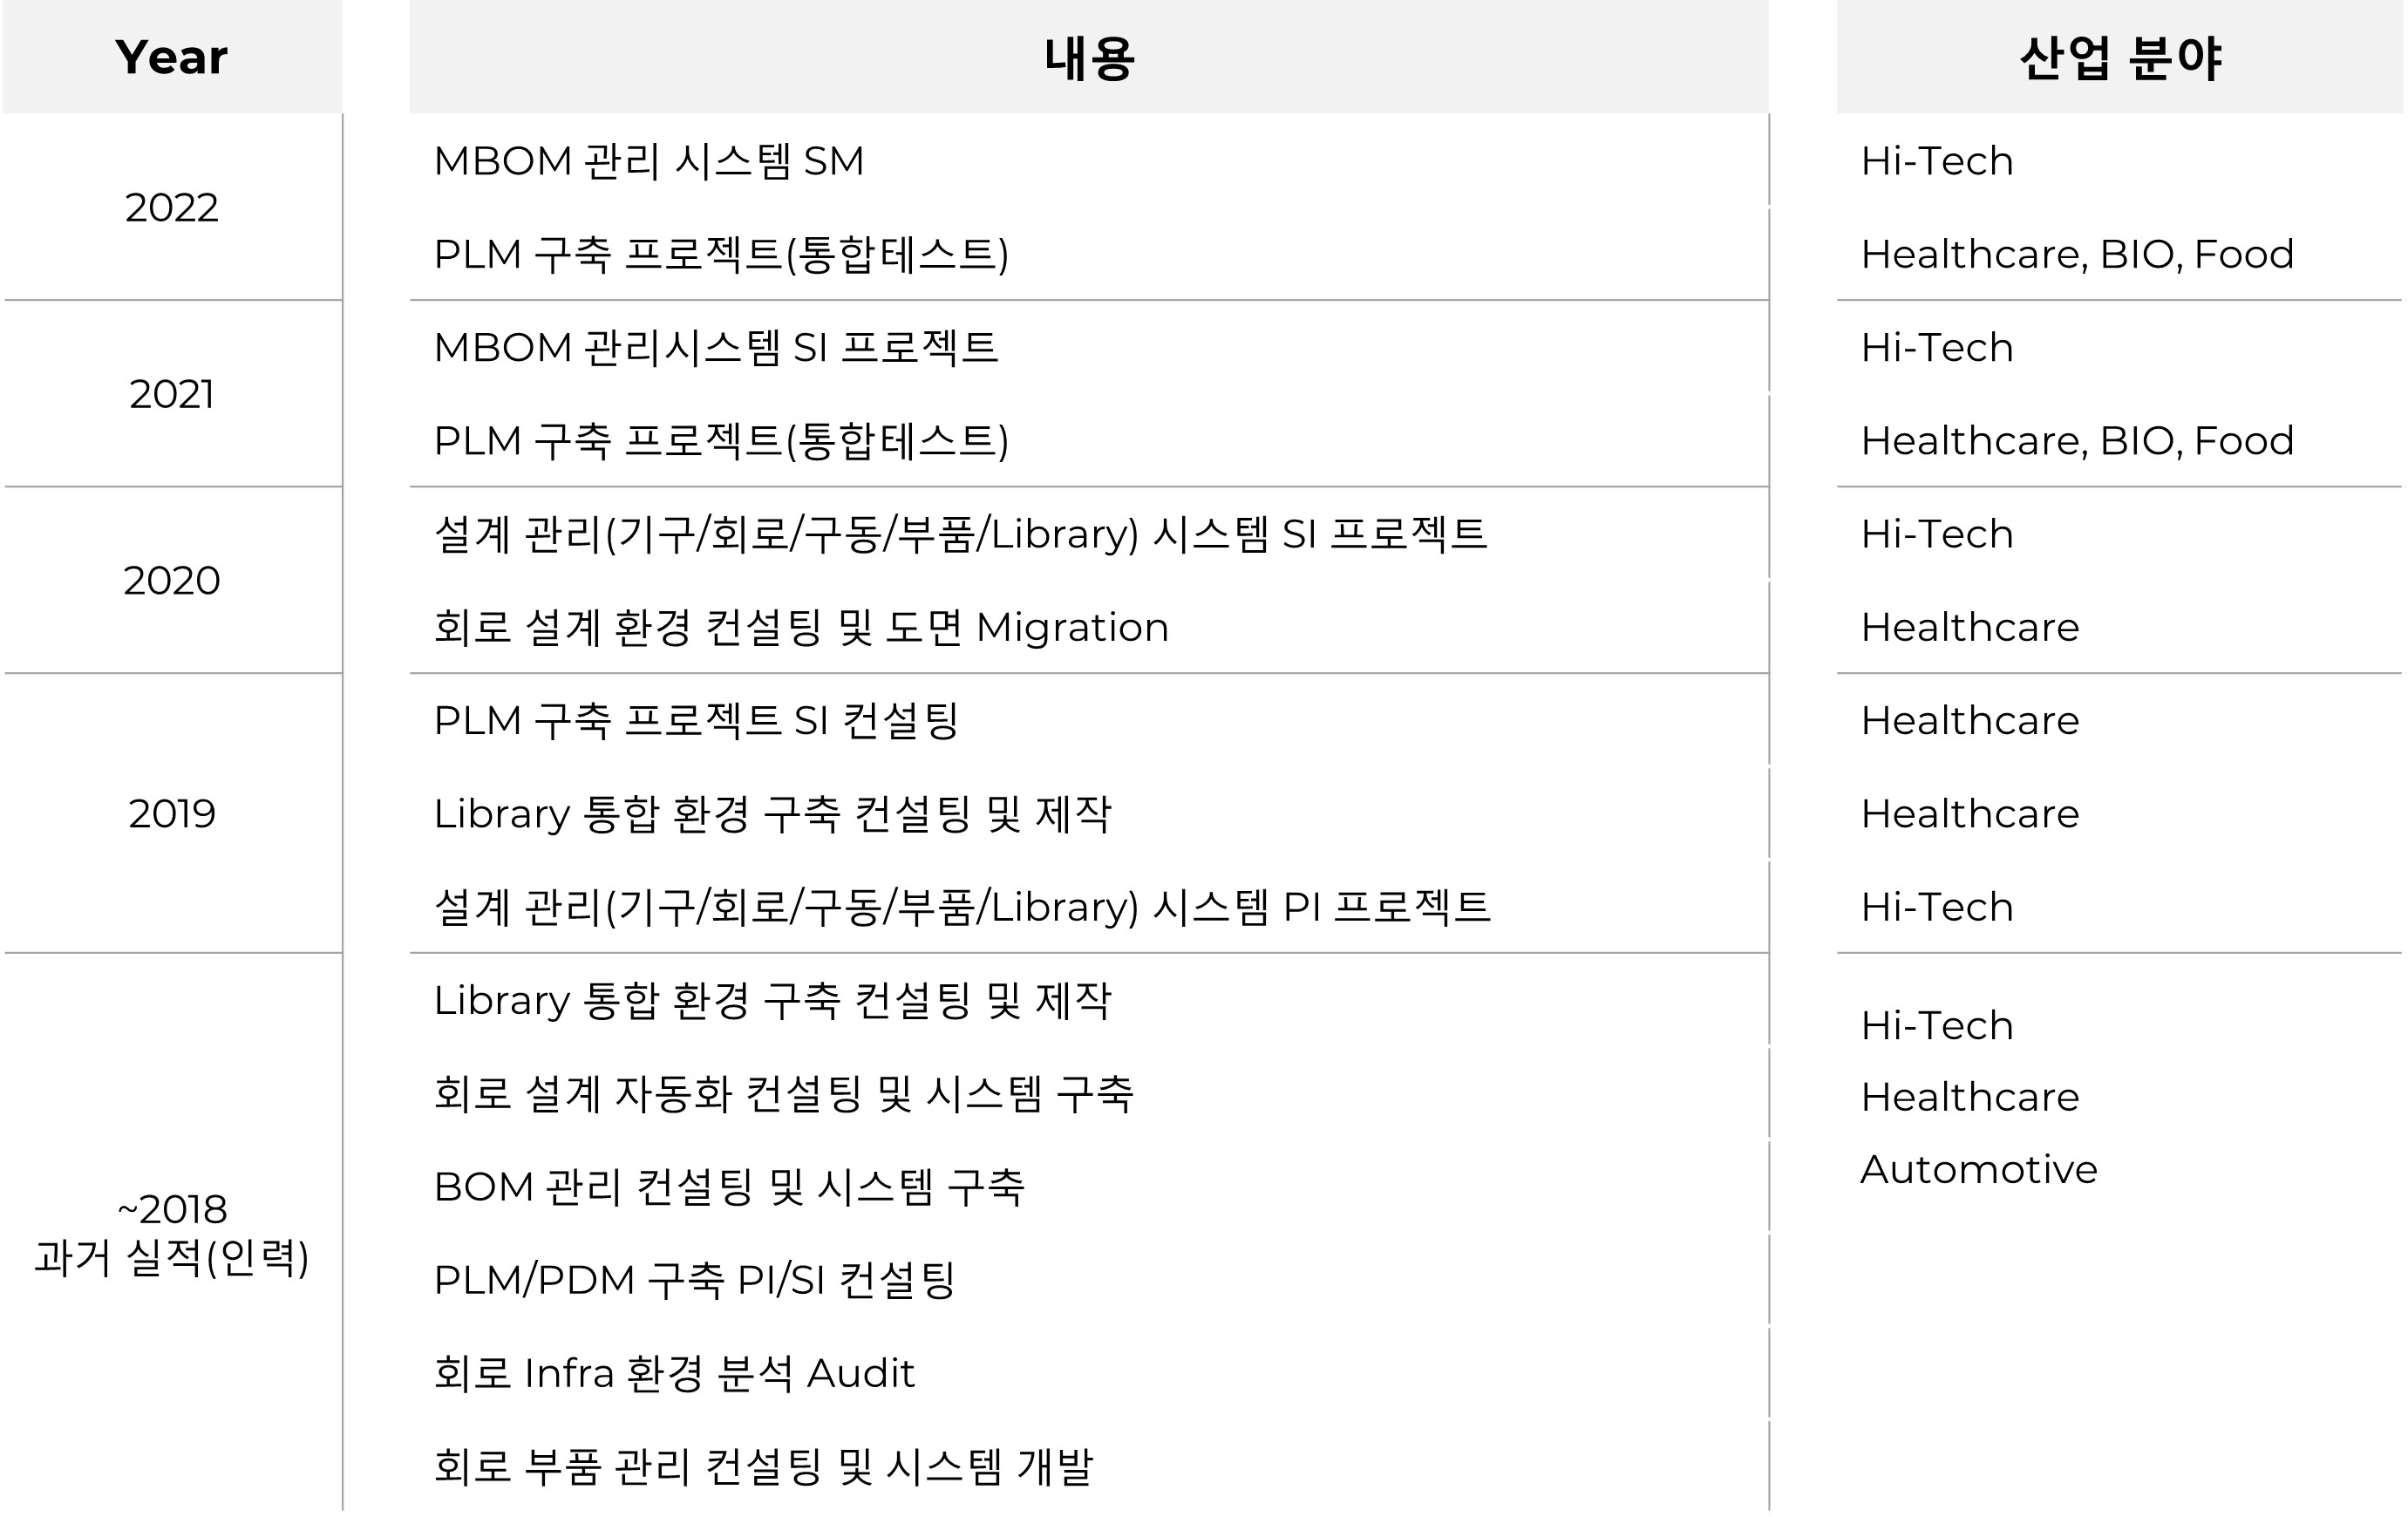 Year 내용 산업 분야
2022
MBOM 관리 시스템 SM Hi-Tech
PLM 구축 프로젝트(통합테스트) Healthcare, BIO, Food
2021
MBOM 관리시스템 SI 프로젝트 Hi-Tech
PLM 구축 프로젝트(통합테스트) Healthcare, BIO, Food
2020
설계 관리(기구/회로/구동/부품/Library) 시스템 SI 프로젝트 Hi-Tech
회로 설계 환경 컨설팅 및 도면 Migration Healthcare
2019
PLM 구축 프로젝트 SI 컨설팅 Healthcare
Library 통합 환경 구축 컨설팅 및 제작 Healthcare
설계 관리(기구/회로/구동/부품/Library) 시스템 PI 프로젝트 Hi-Tech
~2018
과거 실적(인력)
Library 통합 환경 구축 컨설팅 및 제작
회로 설계 자동화 컨설팅 및 시스템 구축
BOM 관리 컨설팅 및 시스템 구축
PLM/PDM 구축 PI/SI 컨설팅
회로 Infra 환경 분석 Audit
회로 부품 관리 컨설팅 및 시스템 개발
Hi-Tech
Healthcare
Automotive